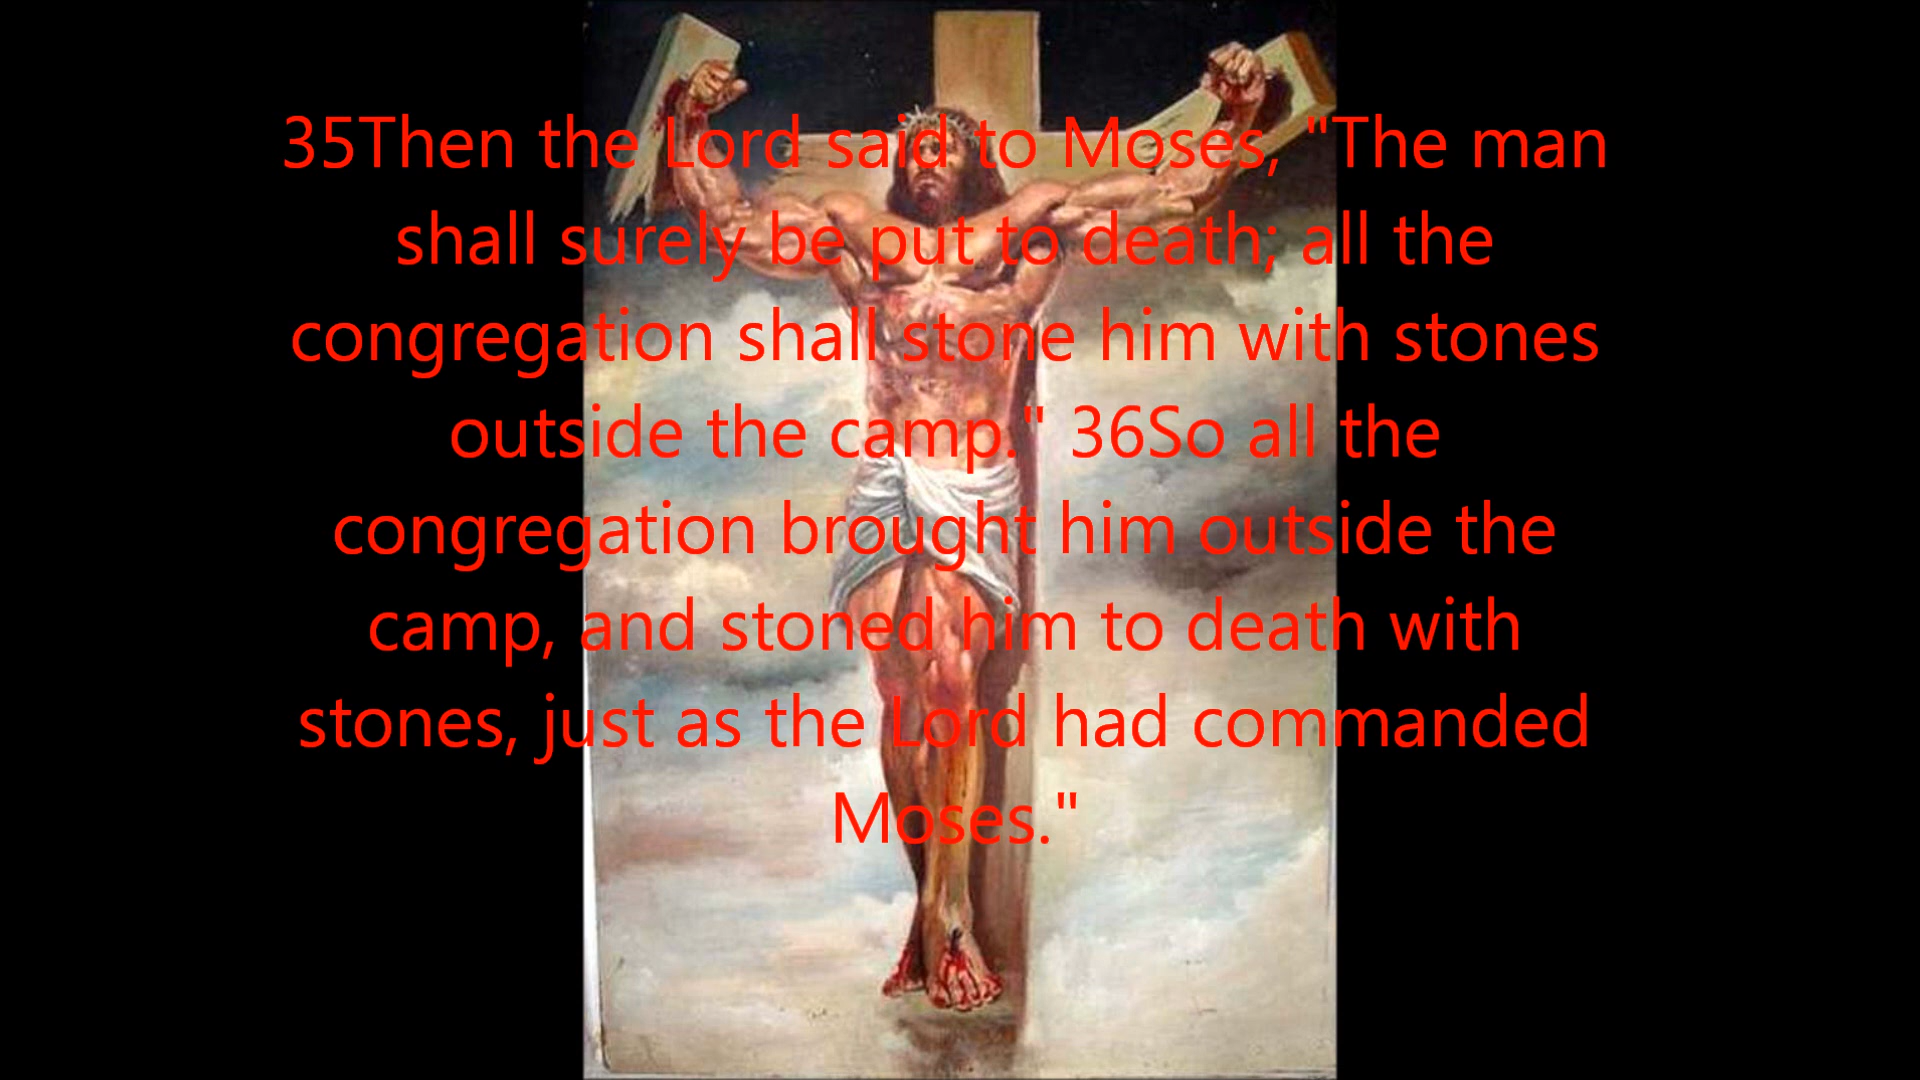 35Then the Lord said to Moses, "The man
shall surely be put to death; all the
congregation shall stone him with stones
outside the camp." 36So all the
congregation brought him outside the
camp, and stoned him to death with
stones, just as the Lord had commanded
Moses."